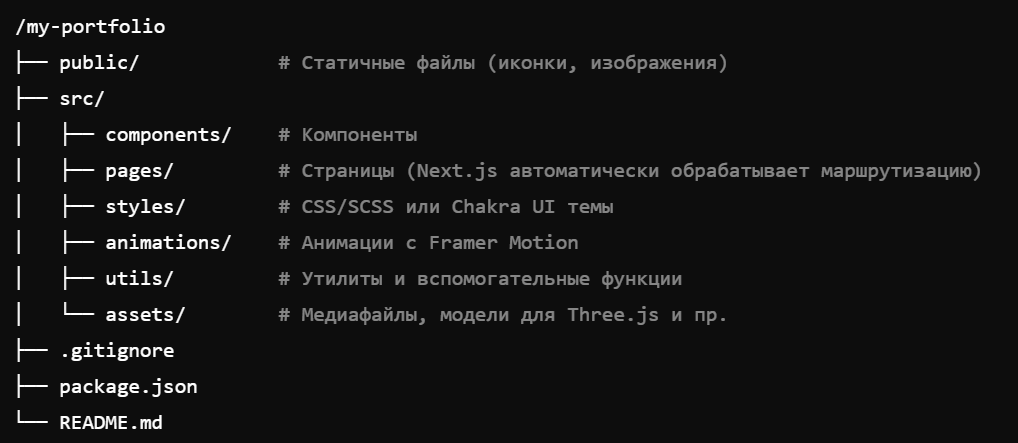 /my-portfolio
├── public/            # Статичные файлы (иконки, изображения)
├── src/
│   ├── components/    # Компоненты
│   ├── pages/         # Страницы (Next.js автоматически обрабатывает маршрутизацию)
│   ├── styles/        # CSS/SCSS или Chakra UI темы
│   ├── animations/    # Анимации с Framer Motion
│   ├── utils/         # Утилиты и вспомогательные функции
│   └── assets/        # Медиафайлы, модели для Three.js и пр.
├── .gitignore
├── package.json
└── README.md